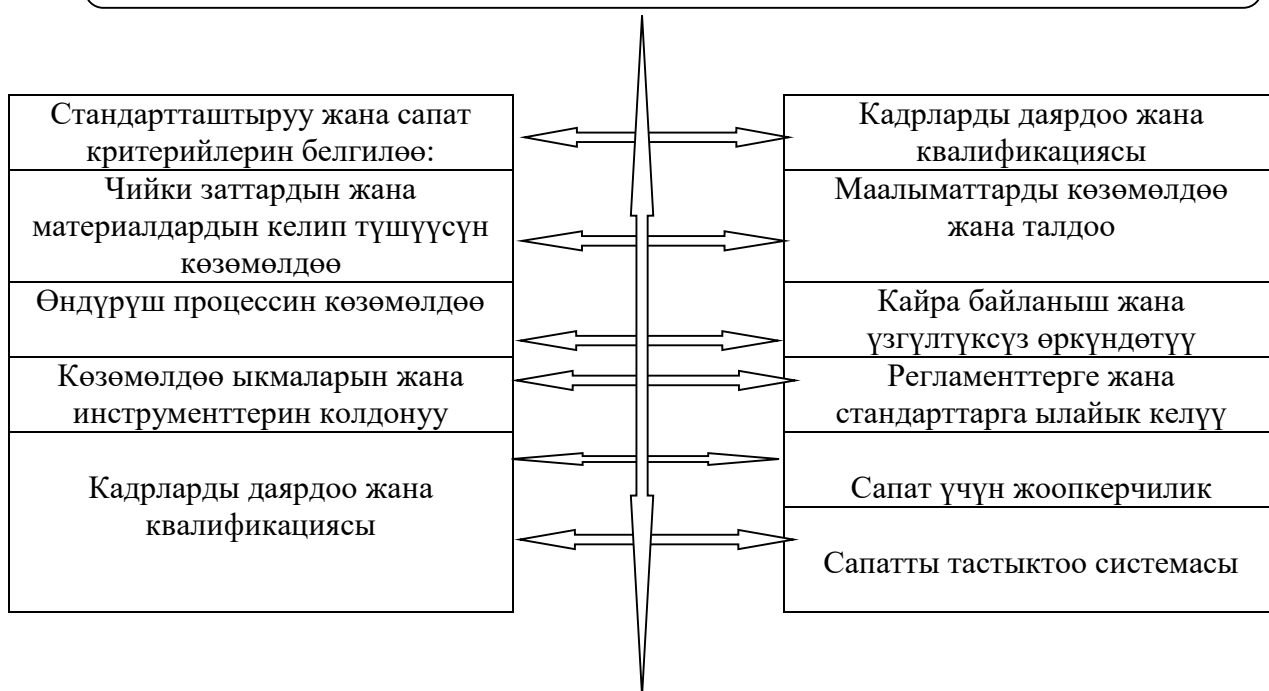 Стандартташтыруу жана сапат
критерийлерин белгилөө:
Чийки заттардын жана
материалдардын келип түшүүсүн
көзөмөлдөө
Өндүрүш процессин көзөмөлдөө
Көзөмөлдөө ыкмаларын жана
инструменттерин колдонуу
Кадрларды даярдоо жана
квалификациясы
Кадрларды даярдоо жана
квалификациясы
Маалыматтарды көзөмөлдөө
жана талдоо
Кайра байланыш жана
үзгүлтүксүз өркүндөтүү
Регламенттерге жана
стандарттарга ылайык келүү
Сапат үчүн жоопкерчилик
Сапатты тастыктоо системасы